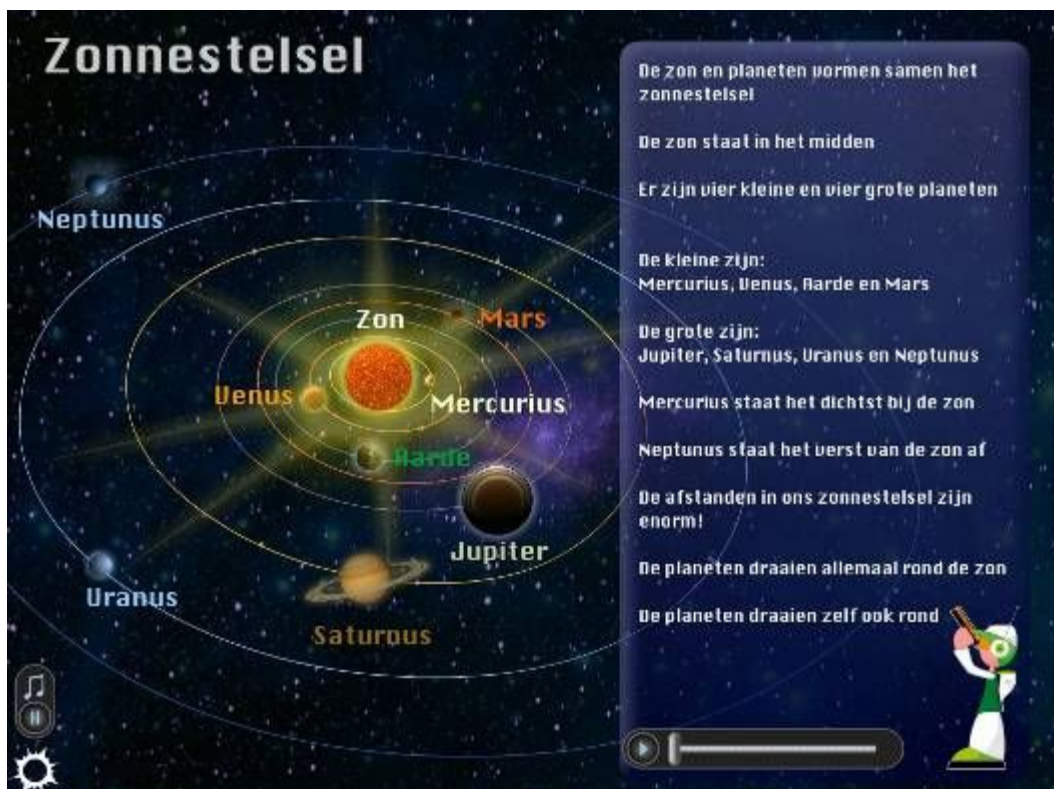 Zonnestelsel
Neptunus
Zon
Mars
Venus
Mercurius
Aarde
Jupiter
Uranus
Saturnus
De zon en planeten vormen samen het
zonnestelsel
De zon staat in het midden
Er zijn vier kleine en vier grote planeten
De kleine zijn:
Mercurius, Venus, Aarde en Mars
De grote zijn:
Jupiter, Saturnus, Uranus en Neptunus
Mercurius staat het dichtst bij de zon
Neptunus staat het verst van de zon af
De afstanden in ons zonnestelsel zijn
enorm!
De planeten draaien allemaal rond de zon
De planeten draaien zelf ook rond